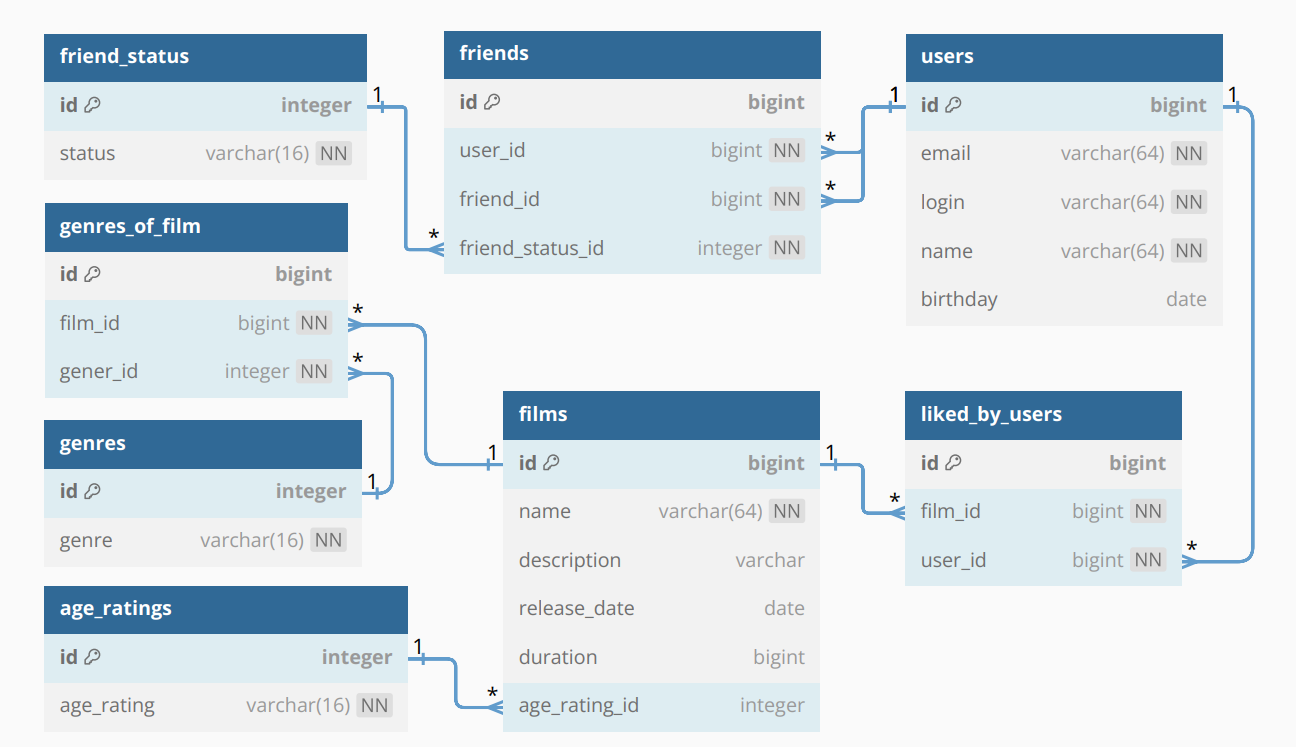 friend_status
id integer
status varchar(16) NN
friends
id bigint
user_id bigint NN
friend_id bigint NN
friend_status_id integer NN
users
id bigint
email varchar(64) NN
login varchar(64) NN
name varchar(64) NN
birthday date
genres_of_film
id bigint
film_id bigint NN
gener_id integer NN
genres
id integer
genre varchar(16) NN
age_ratings
id integer
age_rating varchar(16) NN
films
id bigint
name varchar(64) NN
description varchar
release_date date
duration bigint
age_rating_id integer
liked_by_users
id bigint
film_id bigint NN
user_id bigint NN
1
*
1
*
*
1
*
*
1
1
1
*
*
1
*